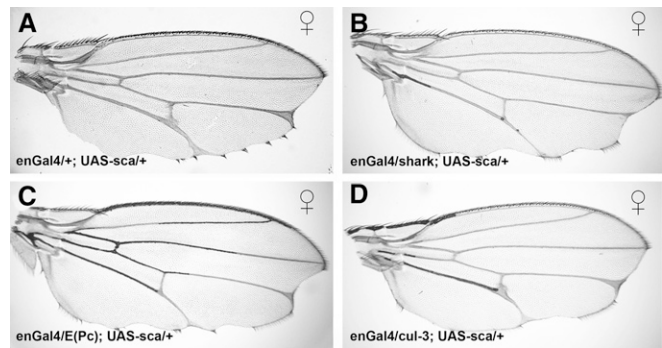 A ♀
enGal4/+; UAS-sca/+
B ♀
enGal4/shark; UAS-sca/+
C ♀
enGal4/E(Pc); UAS-sca/+
D ♀
enGal4/cul-3; UAS-sca/+